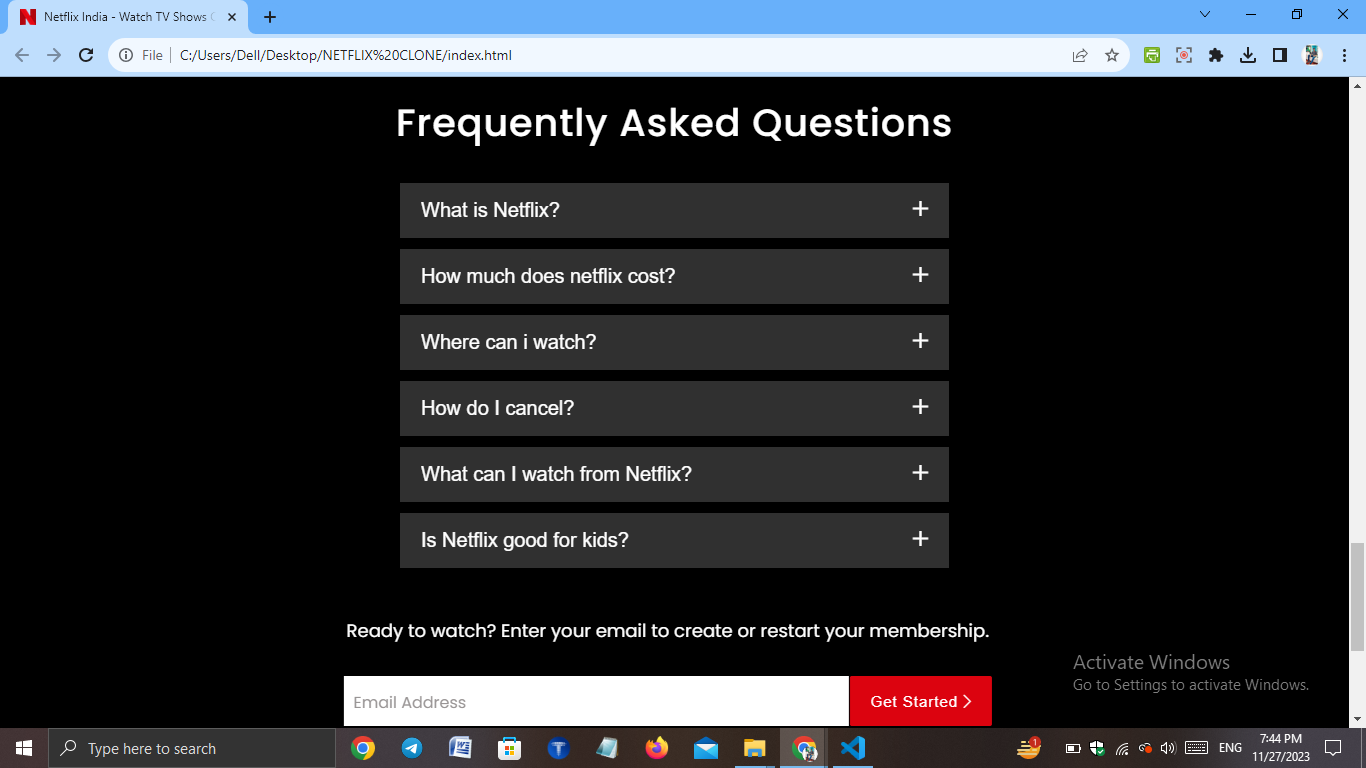 Netflix India - Watch TV Shows
File
C:/Users/Dell/Desktop/NETFLIX%20CLONE/index.html
Frequently Asked Questions
What is Netflix?
How much does netflix cost?
Where can i watch?
How do I cancel?
What can I watch from Netflix?
Is Netflix good for kids?
Ready to watch? Enter your email to create or restart your membership.
Email Address
Get Started
Activate Windows
Go to Settings to activate Windows.
Type here to search
1
ENG
7:44 PM
11/27/2023